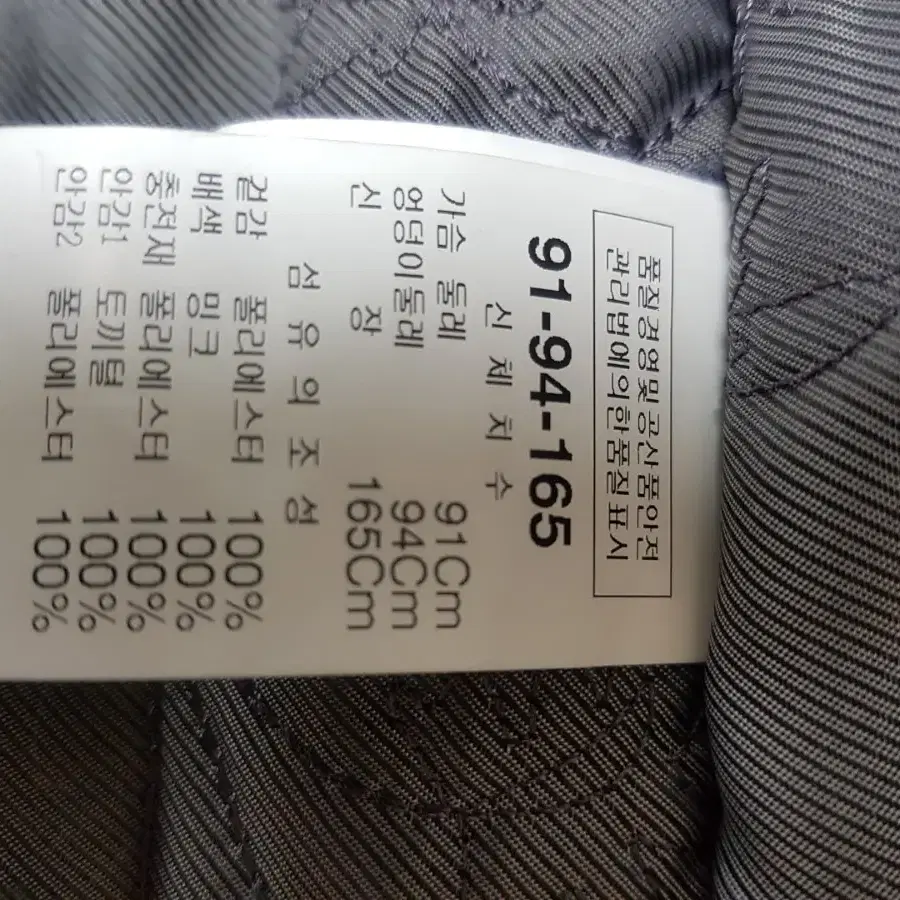 품질경영및공산품안전
관리법에의한품질표시
91-94-165
신 체 치 수
가슴 둘레 91Cm
엉덩이둘레 94Cm
신 장 165Cm
섬 유 의 조 성
겉감 폴리에스터 100%
배색 밍크 100%
충전재 폴리에스터 100%
안감1 토끼털 100%
안감2 폴리에스터 100%